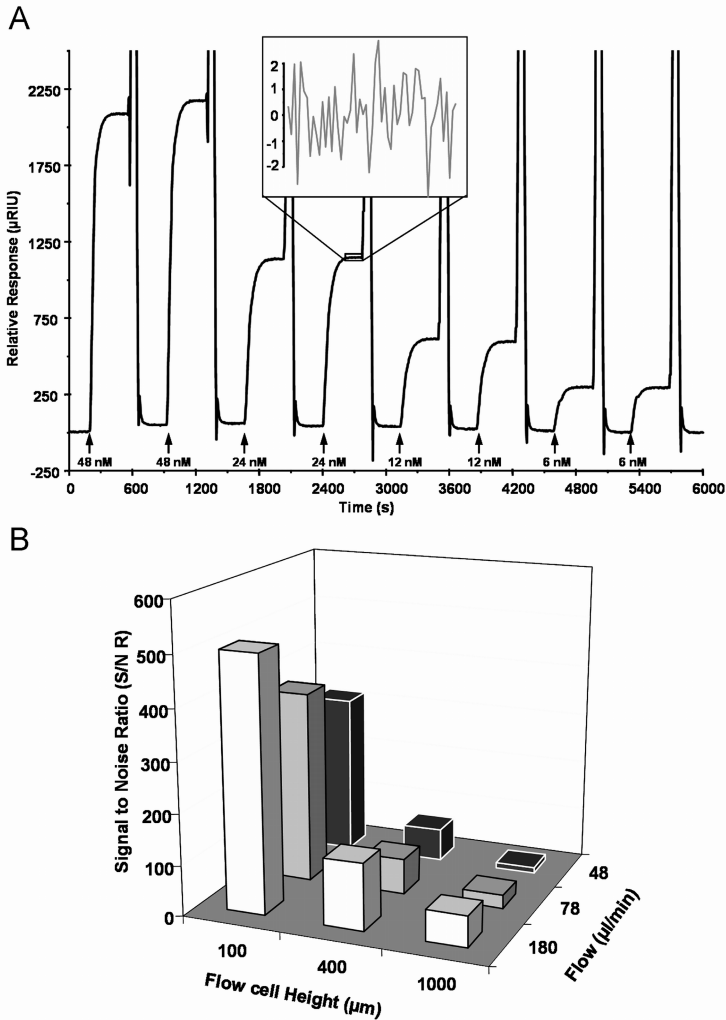 A
2
1
0
-1
-2
2250
1750
1250
750
250
-250
Relative Response (µRIU)
48 nM 48 nM 24 nM 24 nM 12 nM 12 nM 6 nM 6 nM
0 600 1200 1800 2400 3000 3600 4200 4800 5400 6000
Time (s)
B
600
500
400
300
200
100
0
Signal to Noise Ratio (S/N R)
100 400 1000
Flow cell Height (µm)
48
78
180
Flow (µl/min)